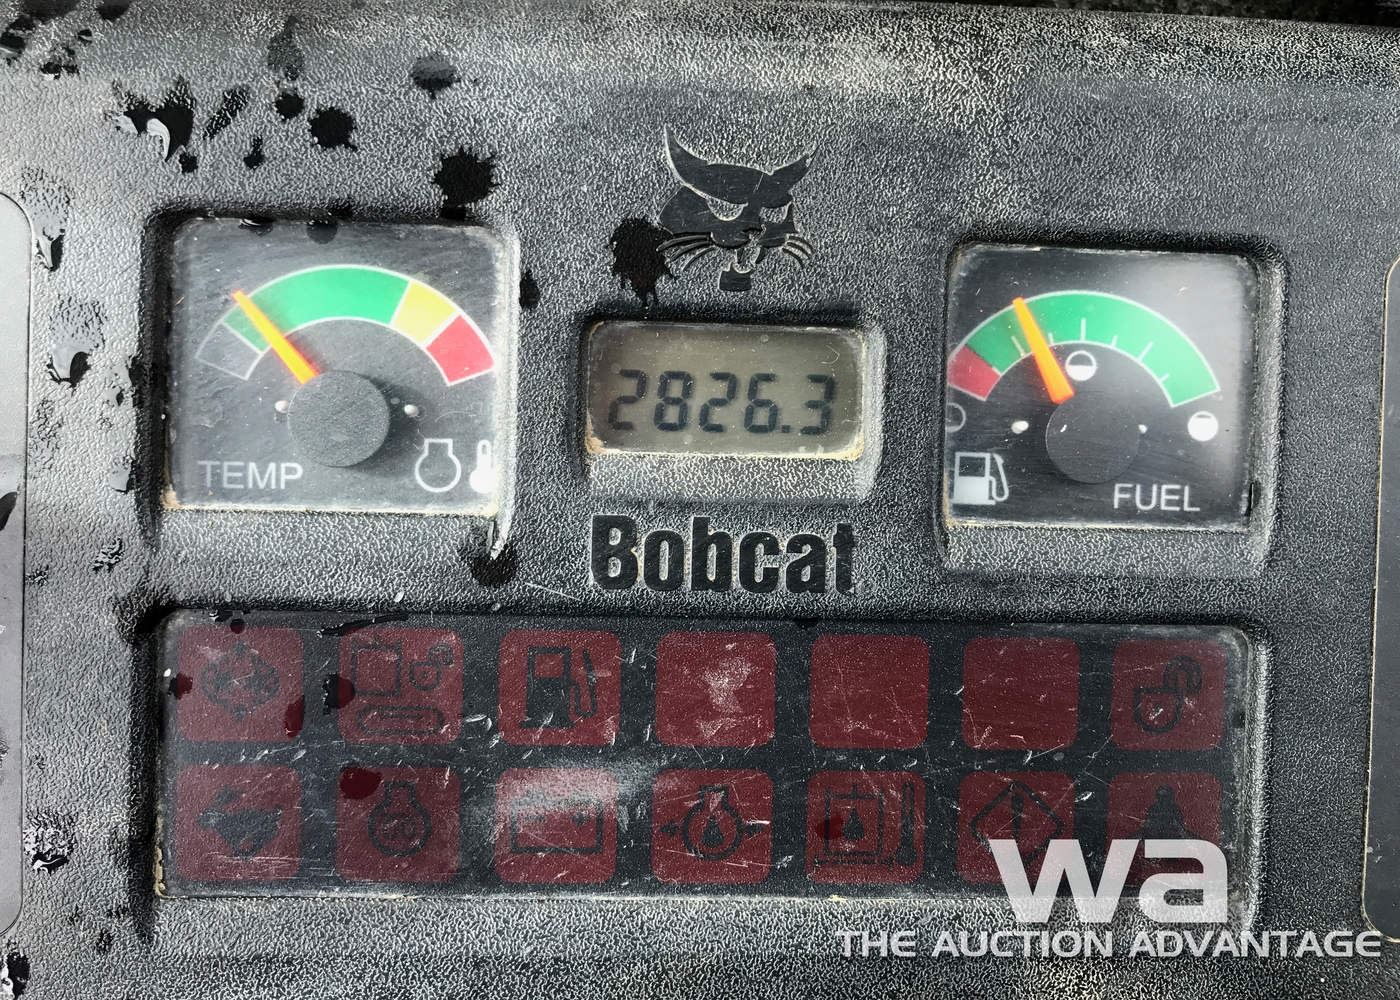 2826.3
TEMP
FUEL
Bobcat
wa
THE AUCTION ADVANTAGE